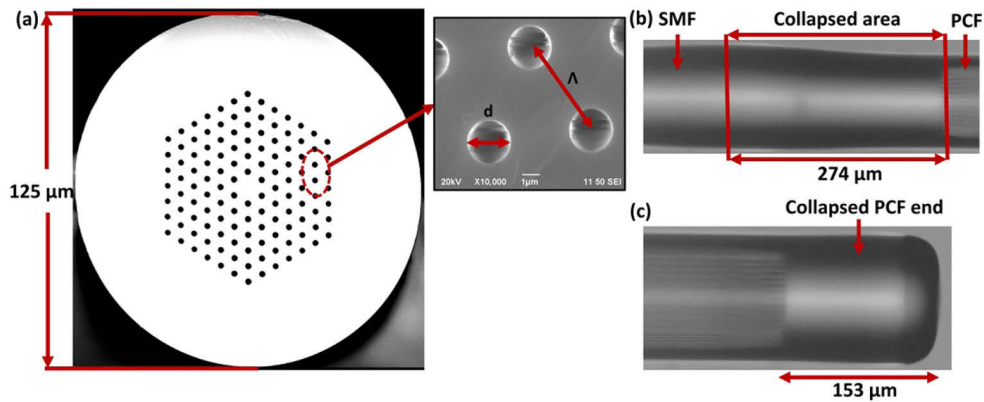 (a)
125 μm
Λ
d
20kV X10,000 1μm 11 50 SEI
(b)
SMF
Collapsed area
PCF
274 μm
(c)
Collapsed PCF end
153 μm